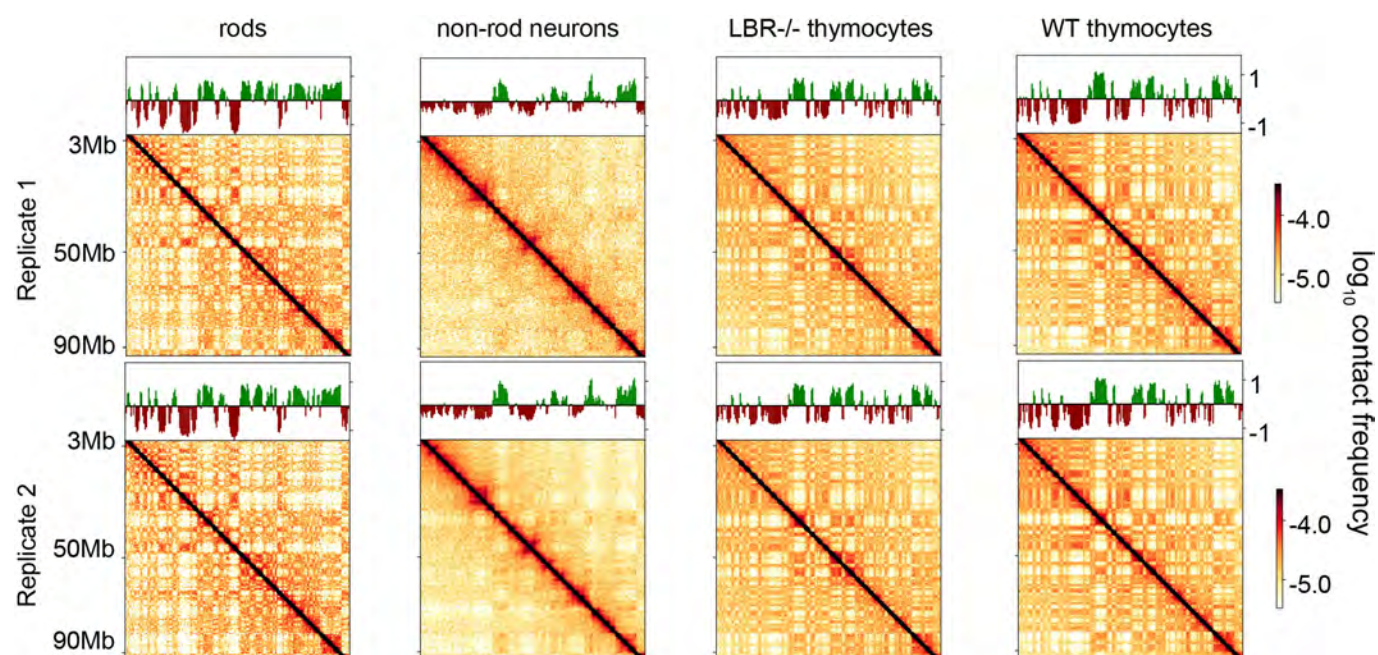 rods non-rod neurons LBR-/- thymocytes WT thymocytes
1
-1
Replicate 1
3Mb
50Mb
90Mb
-4.0
-5.0
log10 contact frequency
1
-1
Replicate 2
3Mb
50Mb
90Mb
-4.0
-5.0